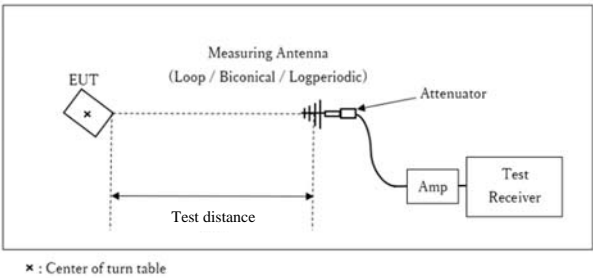 Measuring Antenna
(Loop / Biconical / Logperiodic)
EUT
Attenuator
Amp
Test
Receiver
Test distance
× : Center of turn table